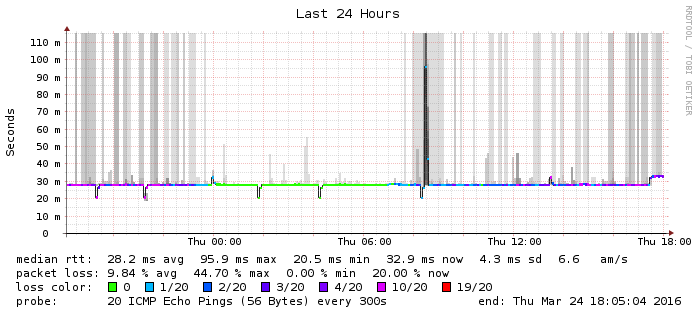 Last 24 Hours
RRDTOOL / TOBI OETIKER
Seconds
110 m
100 m
90 m
80 m
70 m
60 m
50 m
40 m
30 m
20 m
10 m
0
Thu 00:00 Thu 06:00 Thu 12:00 Thu 18:00
median rtt: 28.2 ms avg 95.9 ms max 20.5 ms min 32.9 ms now 4.3 ms sd 6.6 am/s
packet loss: 9.84 % avg 44.70 % max 0.00 % min 20.00 % now
loss color: 0 1/20 2/20 3/20 4/20 10/20 19/20
probe: 20 ICMP Echo Pings (56 Bytes) every 300s end: Thu Mar 24 18:05:04 2016